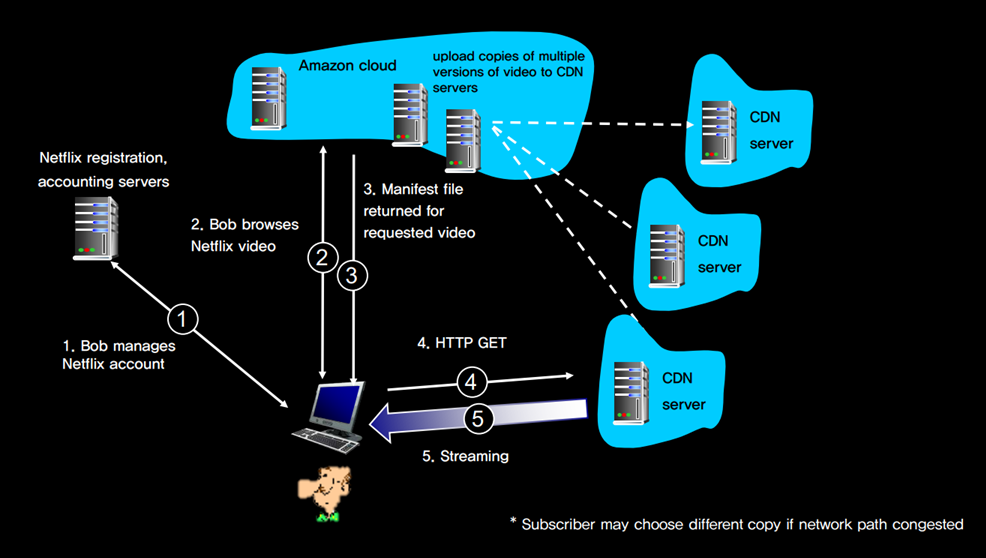 Amazon cloud
upload copies of multiple
versions of video to CDN
servers
CDN
server
Netflix registration,
accounting servers
3. Manifest file
returned for
requested video
2. Bob browses
Netflix video
CDN
server
2
3
1
1. Bob manages
Netflix account
4. HTTP GET
4
CDN
server
5
5. Streaming
* Subscriber may choose different copy if network path congested